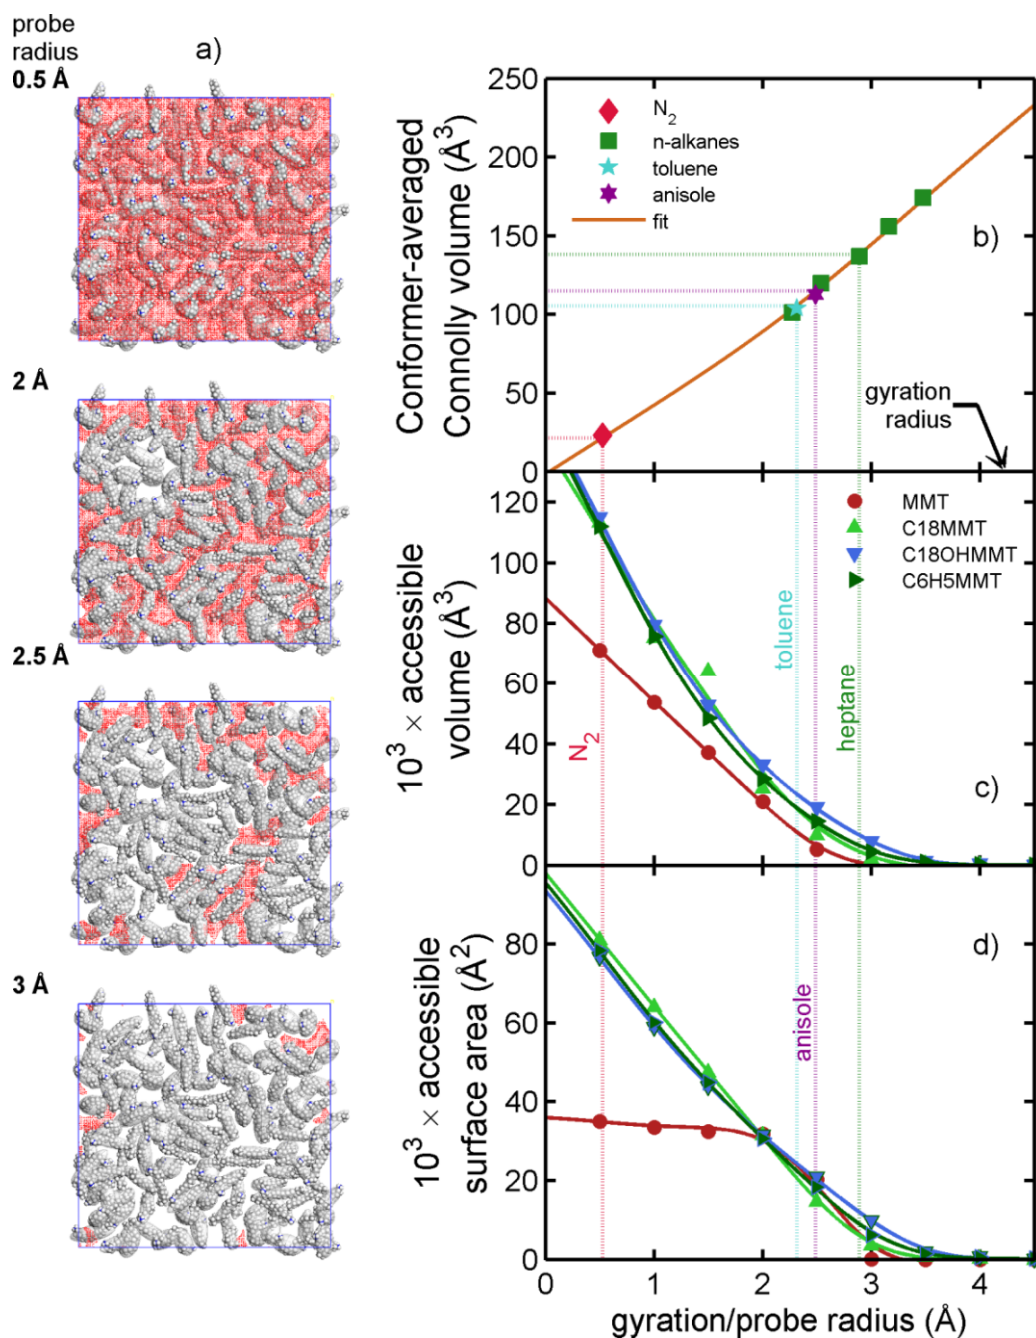 probe
radius
a)
0.5 Å
2 Å
2.5 Å
3 Å
250
200
150
100
50
0
Conformer-averaged
Connolly volume (Å³)
N₂
n-alkanes
toluene
anisole
fit
b)
gyration
radius
120
100
80
60
40
20
0
10³ × accessible
volume (Å³)
MMT
C18MMT
C18OHMMT
C6H5MMT
N₂
toluene
heptane
c)
80
60
40
20
0
10³ × accessible
surface area (Å²)
anisole
d)
0 1 2 3 4
gyration/probe radius (Å)